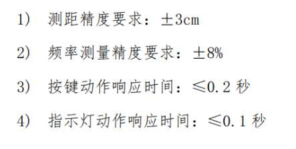 1) 测距精度要求：±3cm
2) 频率测量精度要求：±8%
3) 按键动作响应时间：≤0.2 秒
4) 指示灯动作响应时间：≤0.1 秒